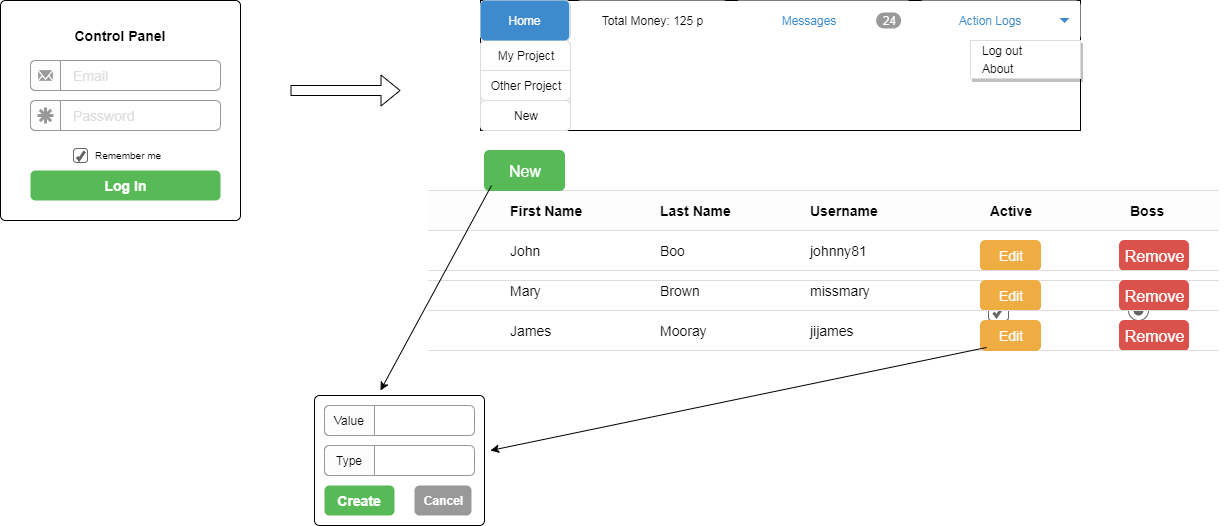 Control Panel
Email
Password
Remember me
Log In
Home
Total Money: 125 p
Messages
24
Action Logs
Log out
About
My Project
Other Project
New
New
First Name
Last Name
Username
Active
Boss
John
Boo
johnny81
Edit
Remove
Mary
Brown
missmary
Edit
Remove
James
Mooray
jijames
Edit
Remove
Value
Type
Create
Cancel